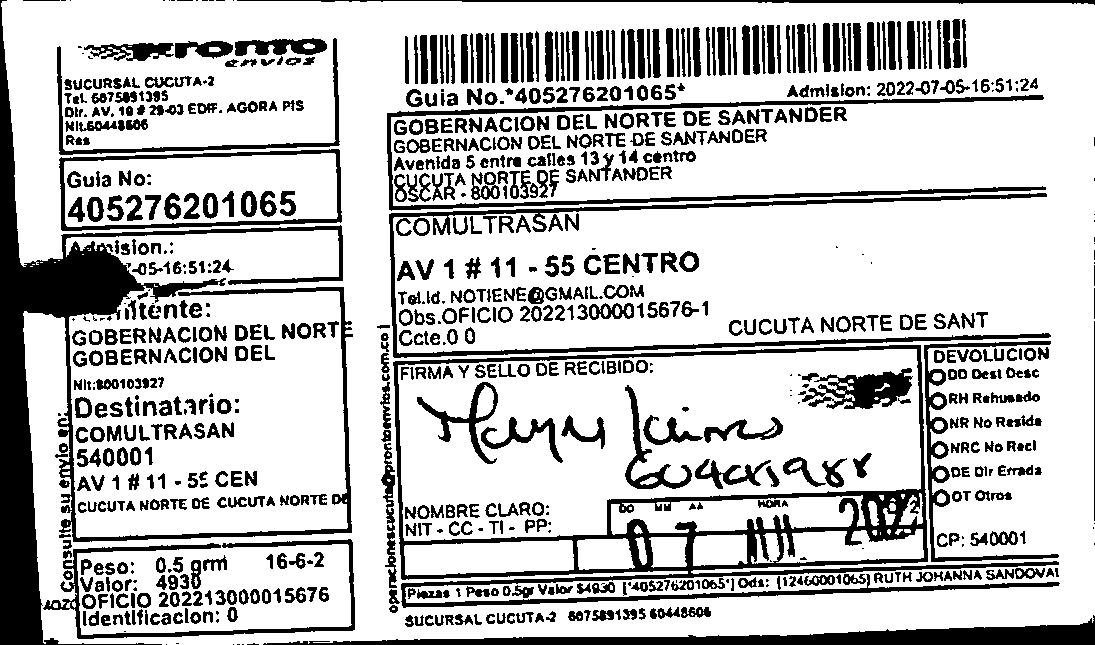 pronto
envios
SUCURSAL CUCUTA-2
Tel. 6075891395
Dir. AV. 10 # 29-03 EDIF. AGORA PIS
Nit.60448606
Res
Guia No:
405276201065
Admision.:
-05-16:51:24
GOBERNACION DEL NORTE
GOBERNACION DEL
Nit:800103927
Destinatario:
COMULTRASAN
540001
AV 1 # 11 - 55 CEN
CUCUTA NORTE DE CUCUTA NORTE DE
Consulte su envio en:
Peso: 0.5 grm 16-6-2
Valor: 4930
OFICIO 202213000015676
Identificacion: 0
Guia No.*405276201065*
Admision: 2022-07-05-16:51:24
GOBERNACION DEL NORTE DE SANTANDER
GOBERNACION DEL NORTE DE SANTANDER
Avenida 5 entre calles 13 y 14 centro
CUCUTA NORTE DE SANTANDER
OSCAR - 800103927
COMULTRASAN
AV 1 # 11 - 55 CENTRO
Tel.Id. NOTIENE@GMAIL.COM
Obs.OFICIO 202213000015676-1
Ccte.0 0
CUCUTA NORTE DE SANT
operacionescucuta@prontoenvios.com.co
FIRMA Y SELLO DE RECIBIDO:
NOMBRE CLARO:
NIT - CC - TI - PP:
DD MM AA HORA
07 JUL 2022
DEVOLUCION
DD Dest Desc
RH Rehusado
NR No Reside
NRC No Recl
DE Dir Errada
OT Otros
CP: 540001
Piezas 1 Peso 0.5gr Valor $4930 ['405276201065'] Ods: (12460001065) RUTH JOHANNA SANDOVAL
SUCURSAL CUCUTA-2 6075891395 60448606